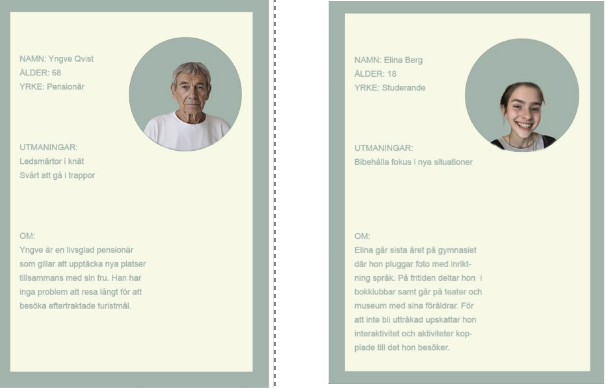 NAMN: Yngve Qvist
ÅLDER: 68
YRKE: Pensionär
UTMANINGAR:
Ledsmärtor i knät
Svårt att gå i trappor
OM:
Yngve är en livsglad pensionär
som gillar att upptäcka nya platser
tillsammans med sin fru. Han har
inga problem att resa långt för att
besöka eftertraktade turistmål.
NAMN: Elina Berg
ÅLDER: 18
YRKE: Studerande
UTMANINGAR:
Bibehålla fokus i nya situationer
OM:
Elina går sista året på gymnasiet
där hon pluggar foto med inrikt-
ning språk. På fritiden deltar hon i
bokklubbar samt går på teater och
museum med sina föräldrar. För
att inte bli uttråkad uppskattar hon
interaktivitet och aktiviteter kop-
plade till det hon besöker.